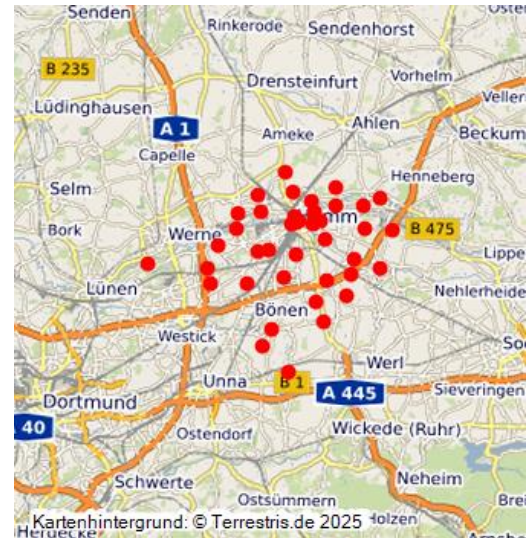 Senden
Rinkerode
Sendenhorst
B 235
Drensteinfurt
Vorhelm
Lüdinghausen
A 1
Ameke
Ahlen
Beckum
Capelle
Henneberg
Selm
Bork
Werne
B 475
Lünen
Nehlerheide
Bönen
Westick
Werl
Unna
B 1
A 445
Sieveringen
Dortmund
A 40
Ostendorf
Wickede (Ruhr)
Schwerte
Neheim
Ostsümmern
Kartenhintergrund: © Terrestris.de 2025
Holzen